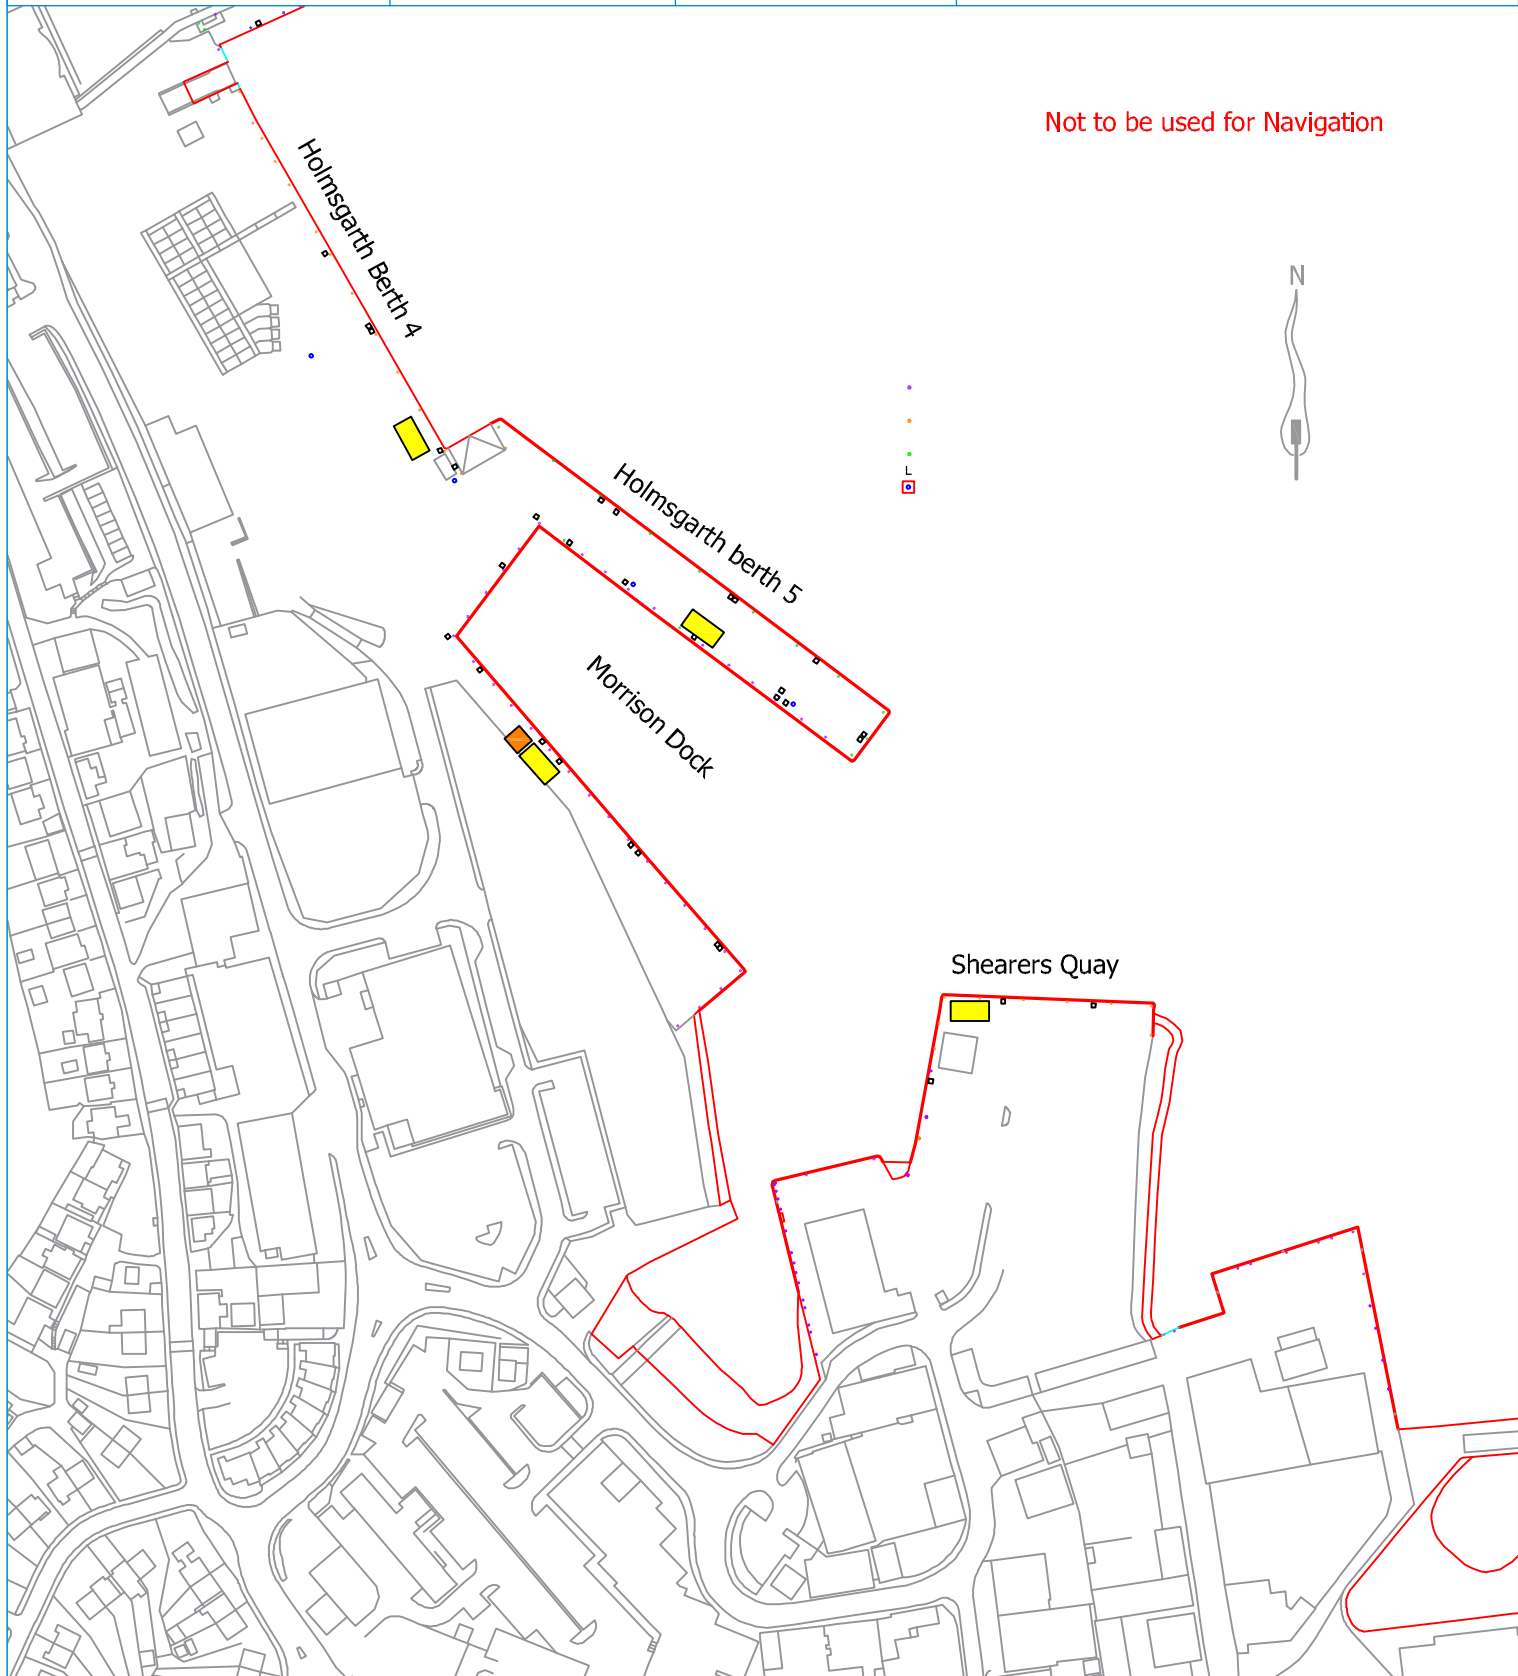 Not to be used for Navigation
Holmsgarth Berth 4
N
L
Holmsgarth berth 5
Morrison Dock
Shearers Quay